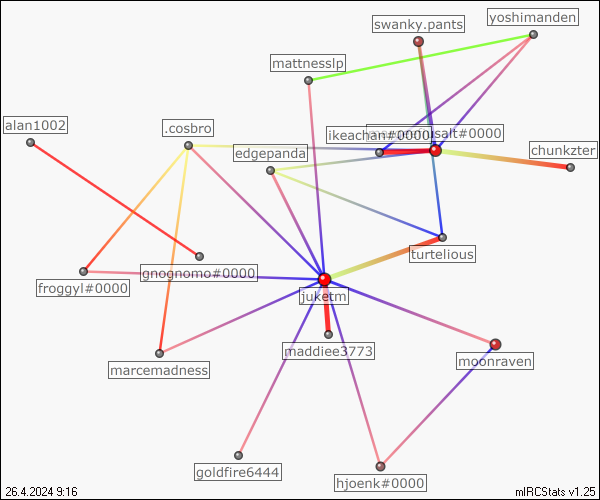 swanky.pants
yoshimanden
mattnesslp
alan1002
.cosbro
ikeachan#0000
usalt#0000
edgepanda
chunkzter
turtelious
gnognomo#0000
froggyl#0000
juketm
maddiee3773
moonraven
marcemadness
goldfire6444
hjoenk#0000
26.4.2024 9:16
mIRCStats v1.25